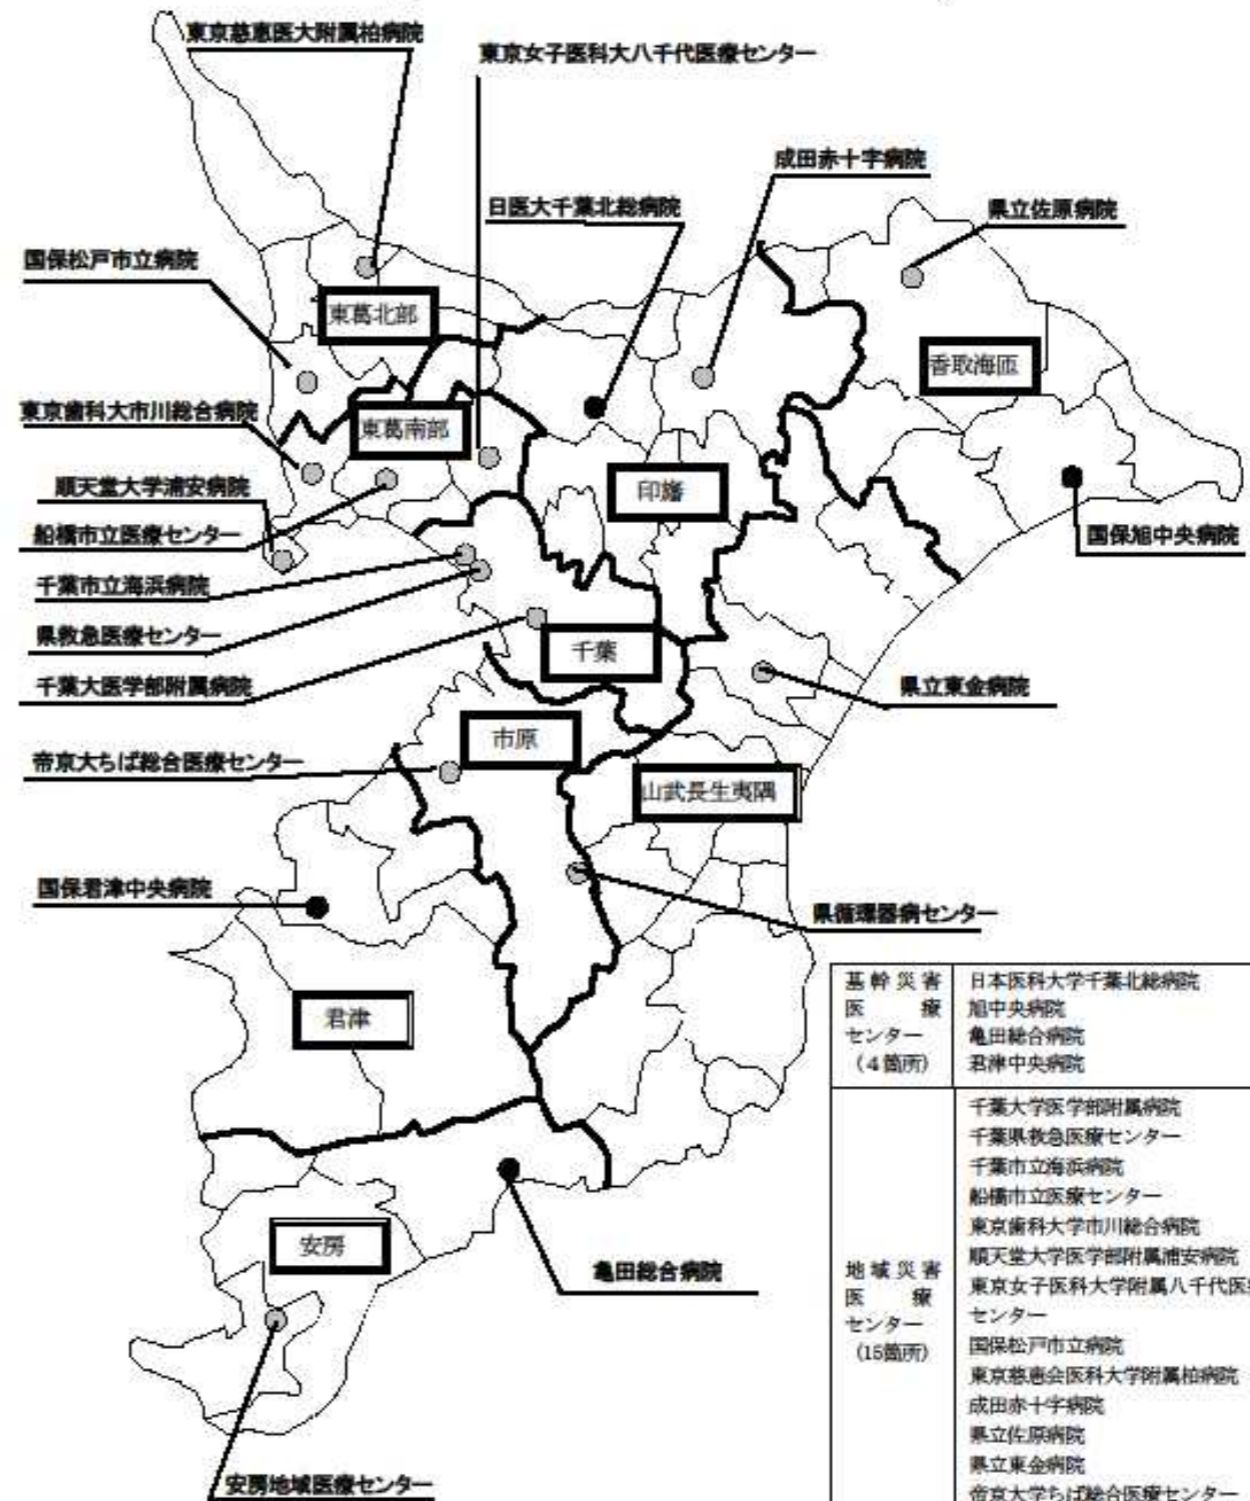 東京慈恵医大附属柏病院
東京女子医科大八千代医療センター
成田赤十字病院
日医大千葉北総病院
県立佐原病院
国保松戸市立病院
東葛北部
香取海匝
東京歯科大市川総合病院
東葛南部
順天堂大学浦安病院
印旛
船橋市立医療センター
国保旭中央病院
千葉市立海浜病院
県救急医療センター
千葉
千葉大医学部附属病院
県立東金病院
市原
帝京大ちば総合医療センター
山武長生夷隅
国保君津中央病院
県循環器病センター
君津
安房
亀田総合病院
安房地域医療センター
基幹災害
医療
センター
(4箇所)
日本医科大学千葉北総病院
旭中央病院
亀田総合病院
君津中央病院
地域災害
医療
センター
(15箇所)
千葉大学医学部附属病院
千葉県救急医療センター
千葉市立海浜病院
船橋市立医療センター
東京歯科大学市川総合病院
順天堂大学医学部附属浦安病院
東京女子医科大学附属八千代医
センター
国保松戸市立病院
東京慈恵会医科大学附属柏病院
成田赤十字病院
県立佐原病院
県立東金病院
帝京大学ちば総合医療センター